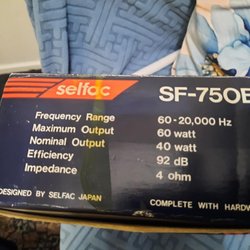 selfac SF-750E
Frequency Range 60-20,000 Hz
Maximum Output 60 watt
Nominal Output 40 watt
Efficiency 92 dB
Impedance 4 ohm
DESIGNED BY SELFAC JAPAN COMPLETE WITH HARDW